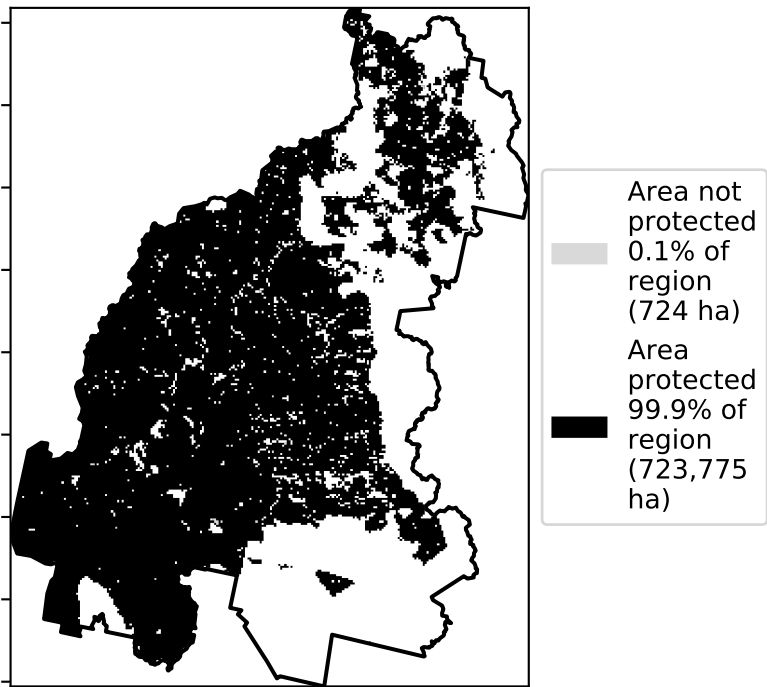 Area not
protected
0.1% of
region
(724 ha)
Area
protected
99.9% of
region
(723,775
ha)